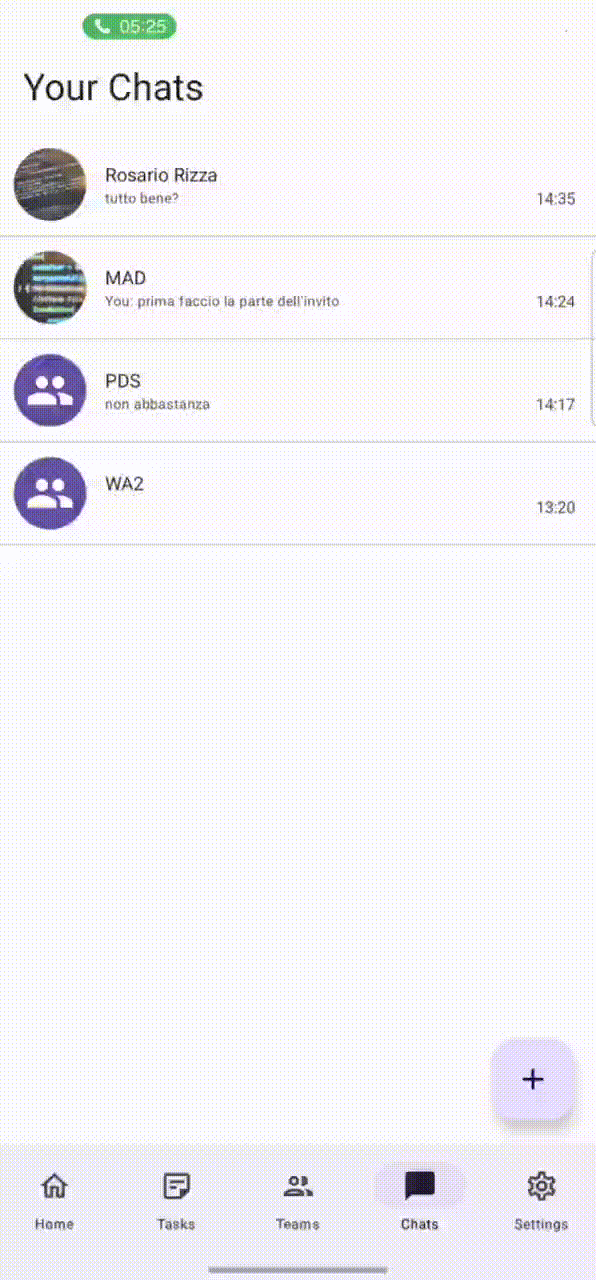 05:25
Your Chats
Rosario Rizza
tutto bene?
14:35
MAD
You: prima faccio la parte dell'invito
14:24
PDS
non abbastanza
14:17
WA2
13:20
Home
Tasks
Teams
Chats
Settings